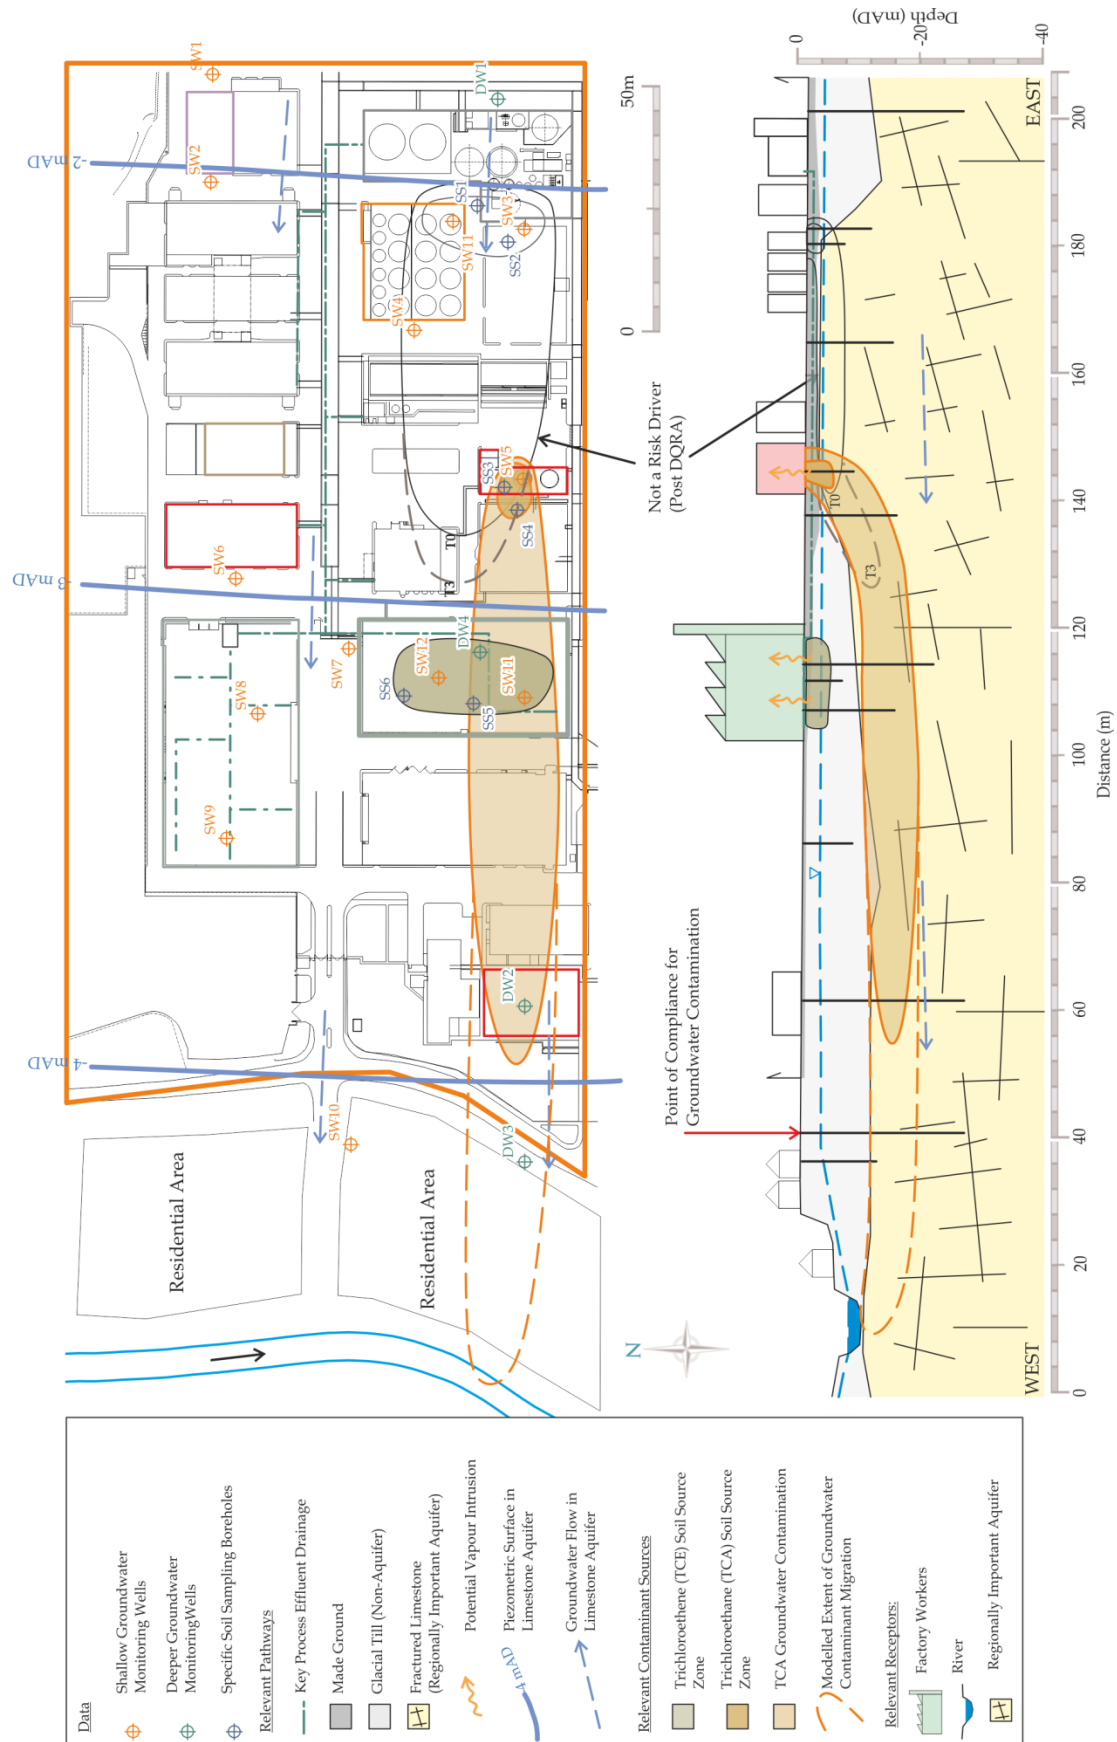 Data
Shallow Groundwater
Monitoring Wells
Deeper Groundwater
MonitoringWells
Specific Soil Sampling Boreholes
Relevant Pathways
Key Process Effluent Drainage
Made Ground
Glacial Till (Non-Aquifer)
Fractured Limestone
(Regionally Important Aquifer)
Potential Vapour Intrusion
-4 mAD
Piezometric Surface in
Limestone Aquifer
Groundwater Flow in
Limestone Aquifer
Relevant Contaminant Sources
Trichloroethene (TCE) Soil Source
Zone
Trichloroethane (TCA) Soil Source
Zone
TCA Groundwater Contamination
Modelled Extent of Groundwater
Contaminant Migration
Relevant Receptors:
Factory Workers
River
Regionally Important Aquifer
Residential Area
Residential Area
-4 mAD
-3 mAD
-2 mAD
SW10
DW3
DW2
SW9
SW8
SW7
SW6
SS6
SW12
DW4
SS5
SW11
T3
T0
SS3
SW5
SS4
SW4
SW11
SS1
SW3
SS2
SW2
SW1
DW1
N
0
50m
Not a Risk Driver
(Post DQRA)
Point of Compliance for
Groundwater Contamination
T0
T3
WEST
EAST
0
20
40
60
80
100
120
140
160
180
200
Distance (m)
0
-20
-40
Depth (mAD)